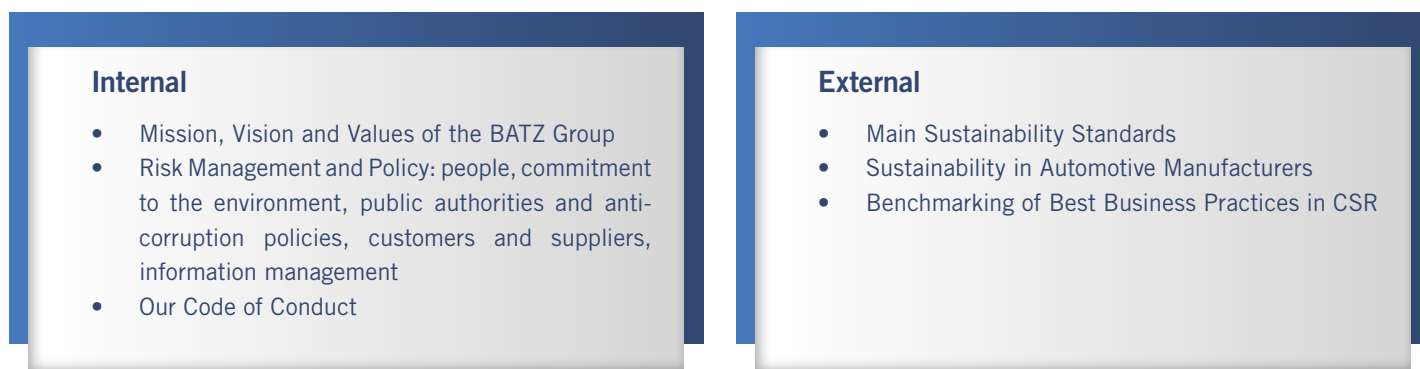 Internal
• Mission, Vision and Values of the BATZ Group
• Risk Management and Policy: people, commitment
to the environment, public authorities and anti-
corruption policies, customers and suppliers,
information management
• Our Code of Conduct
External
• Main Sustainability Standards
• Sustainability in Automotive Manufacturers
• Benchmarking of Best Business Practices in CSR